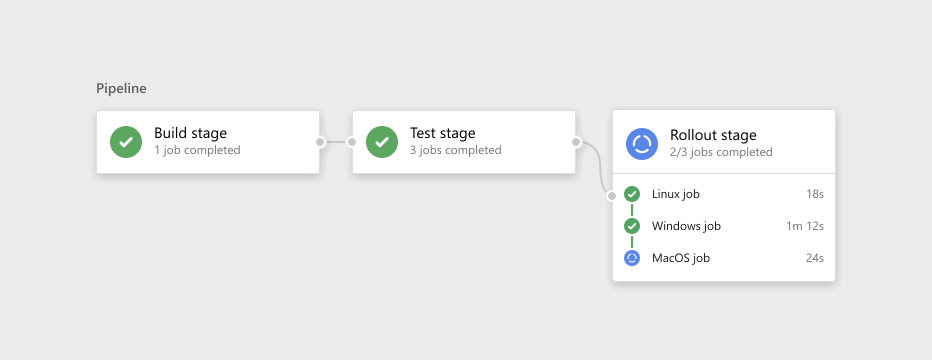 Pipeline
Build stage
1 job completed
Test stage
3 jobs completed
Rollout stage
2/3 jobs completed
Linux job 18s
Windows job 1m 12s
MacOS job 24s